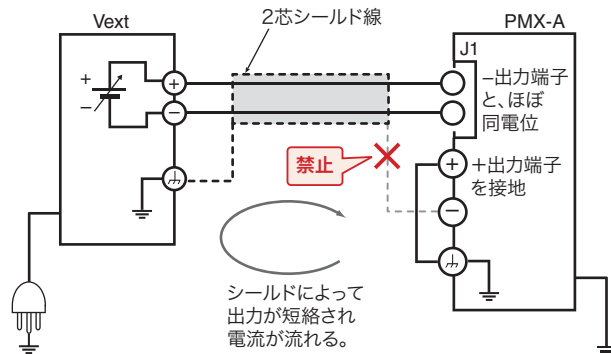 2芯シールド線
Vext
PMX-A
J1
+
−
+
−
−出力端子
と、ほぼ
同電位
禁止
+
+出力端子
を接地
−
シールドによって
出力が短絡され
電流が流れる。